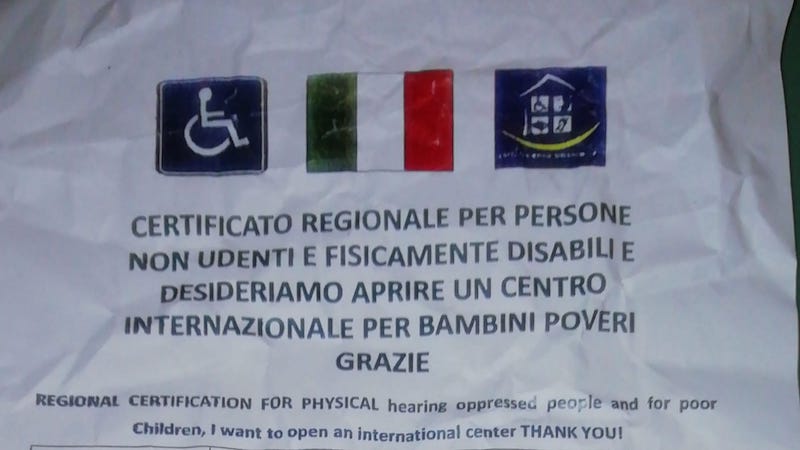 CERTIFICATO REGIONALE PER PERSONE
NON UDENTI E FISICAMENTE DISABILI E
DESIDERIAMO APRIRE UN CENTRO
INTERNAZIONALE PER BAMBINI POVERI
GRAZIE
REGIONAL CERTIFICATION FOR PHYSICAL hearing oppressed people and for poor
Children, I want to open an international center THANK YOU!